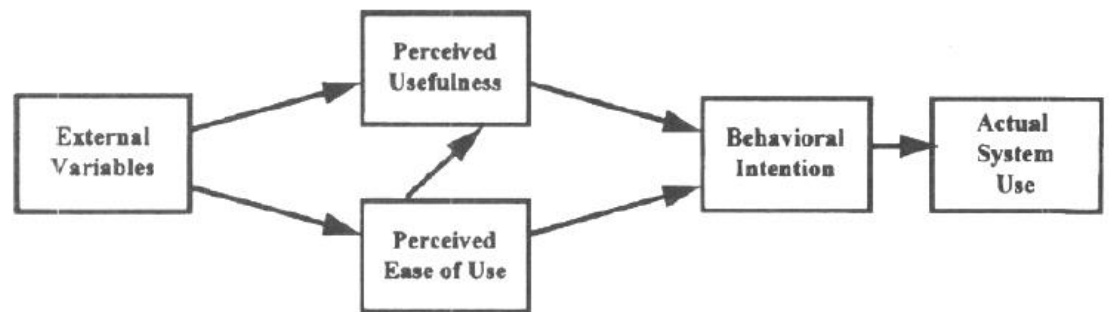 Perceived
Usefulness
External
Variables
Behavioral
Intention
Actual
System
Use
Perceived
Ease of Use